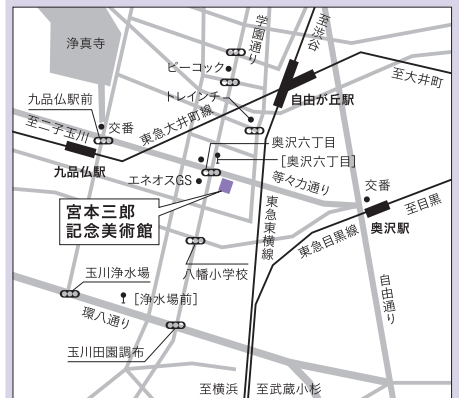 至渋谷
学園通り
浄真寺
ピーコック
至大井町
トレインチ
自由が丘駅
九品仏駅前
交番
東急大井町線
至二子玉川
奥沢六丁目
[奥沢六丁目]
九品仏駅
エネオスGS
等々力通り
交番
至目黒
奥沢駅
宮本三郎
記念美術館
東急東横線
東急目黒線
八幡小学校
自由通り
玉川浄水場
[浄水場前]
環八通り
玉川田園調布
至横浜
至武蔵小杉